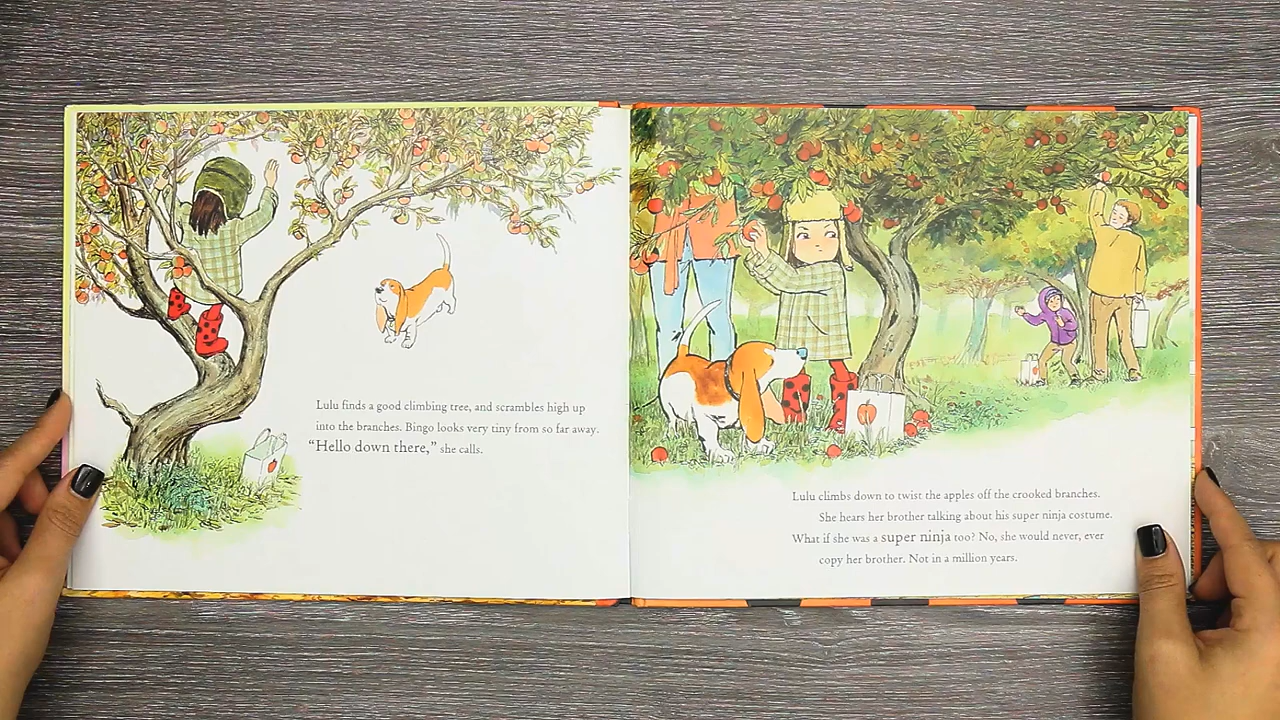 Lulu finds a good climbing tree, and scrambles high up
into the branches. Bingo looks very tiny from so far away.
“Hello down there,” she calls.
Lulu climbs down to twist the apples off the crooked branches.
She hears her brother talking about his super ninja costume.
What if she was a super ninja too? No, she would never, ever
copy her brother. Not in a million years.